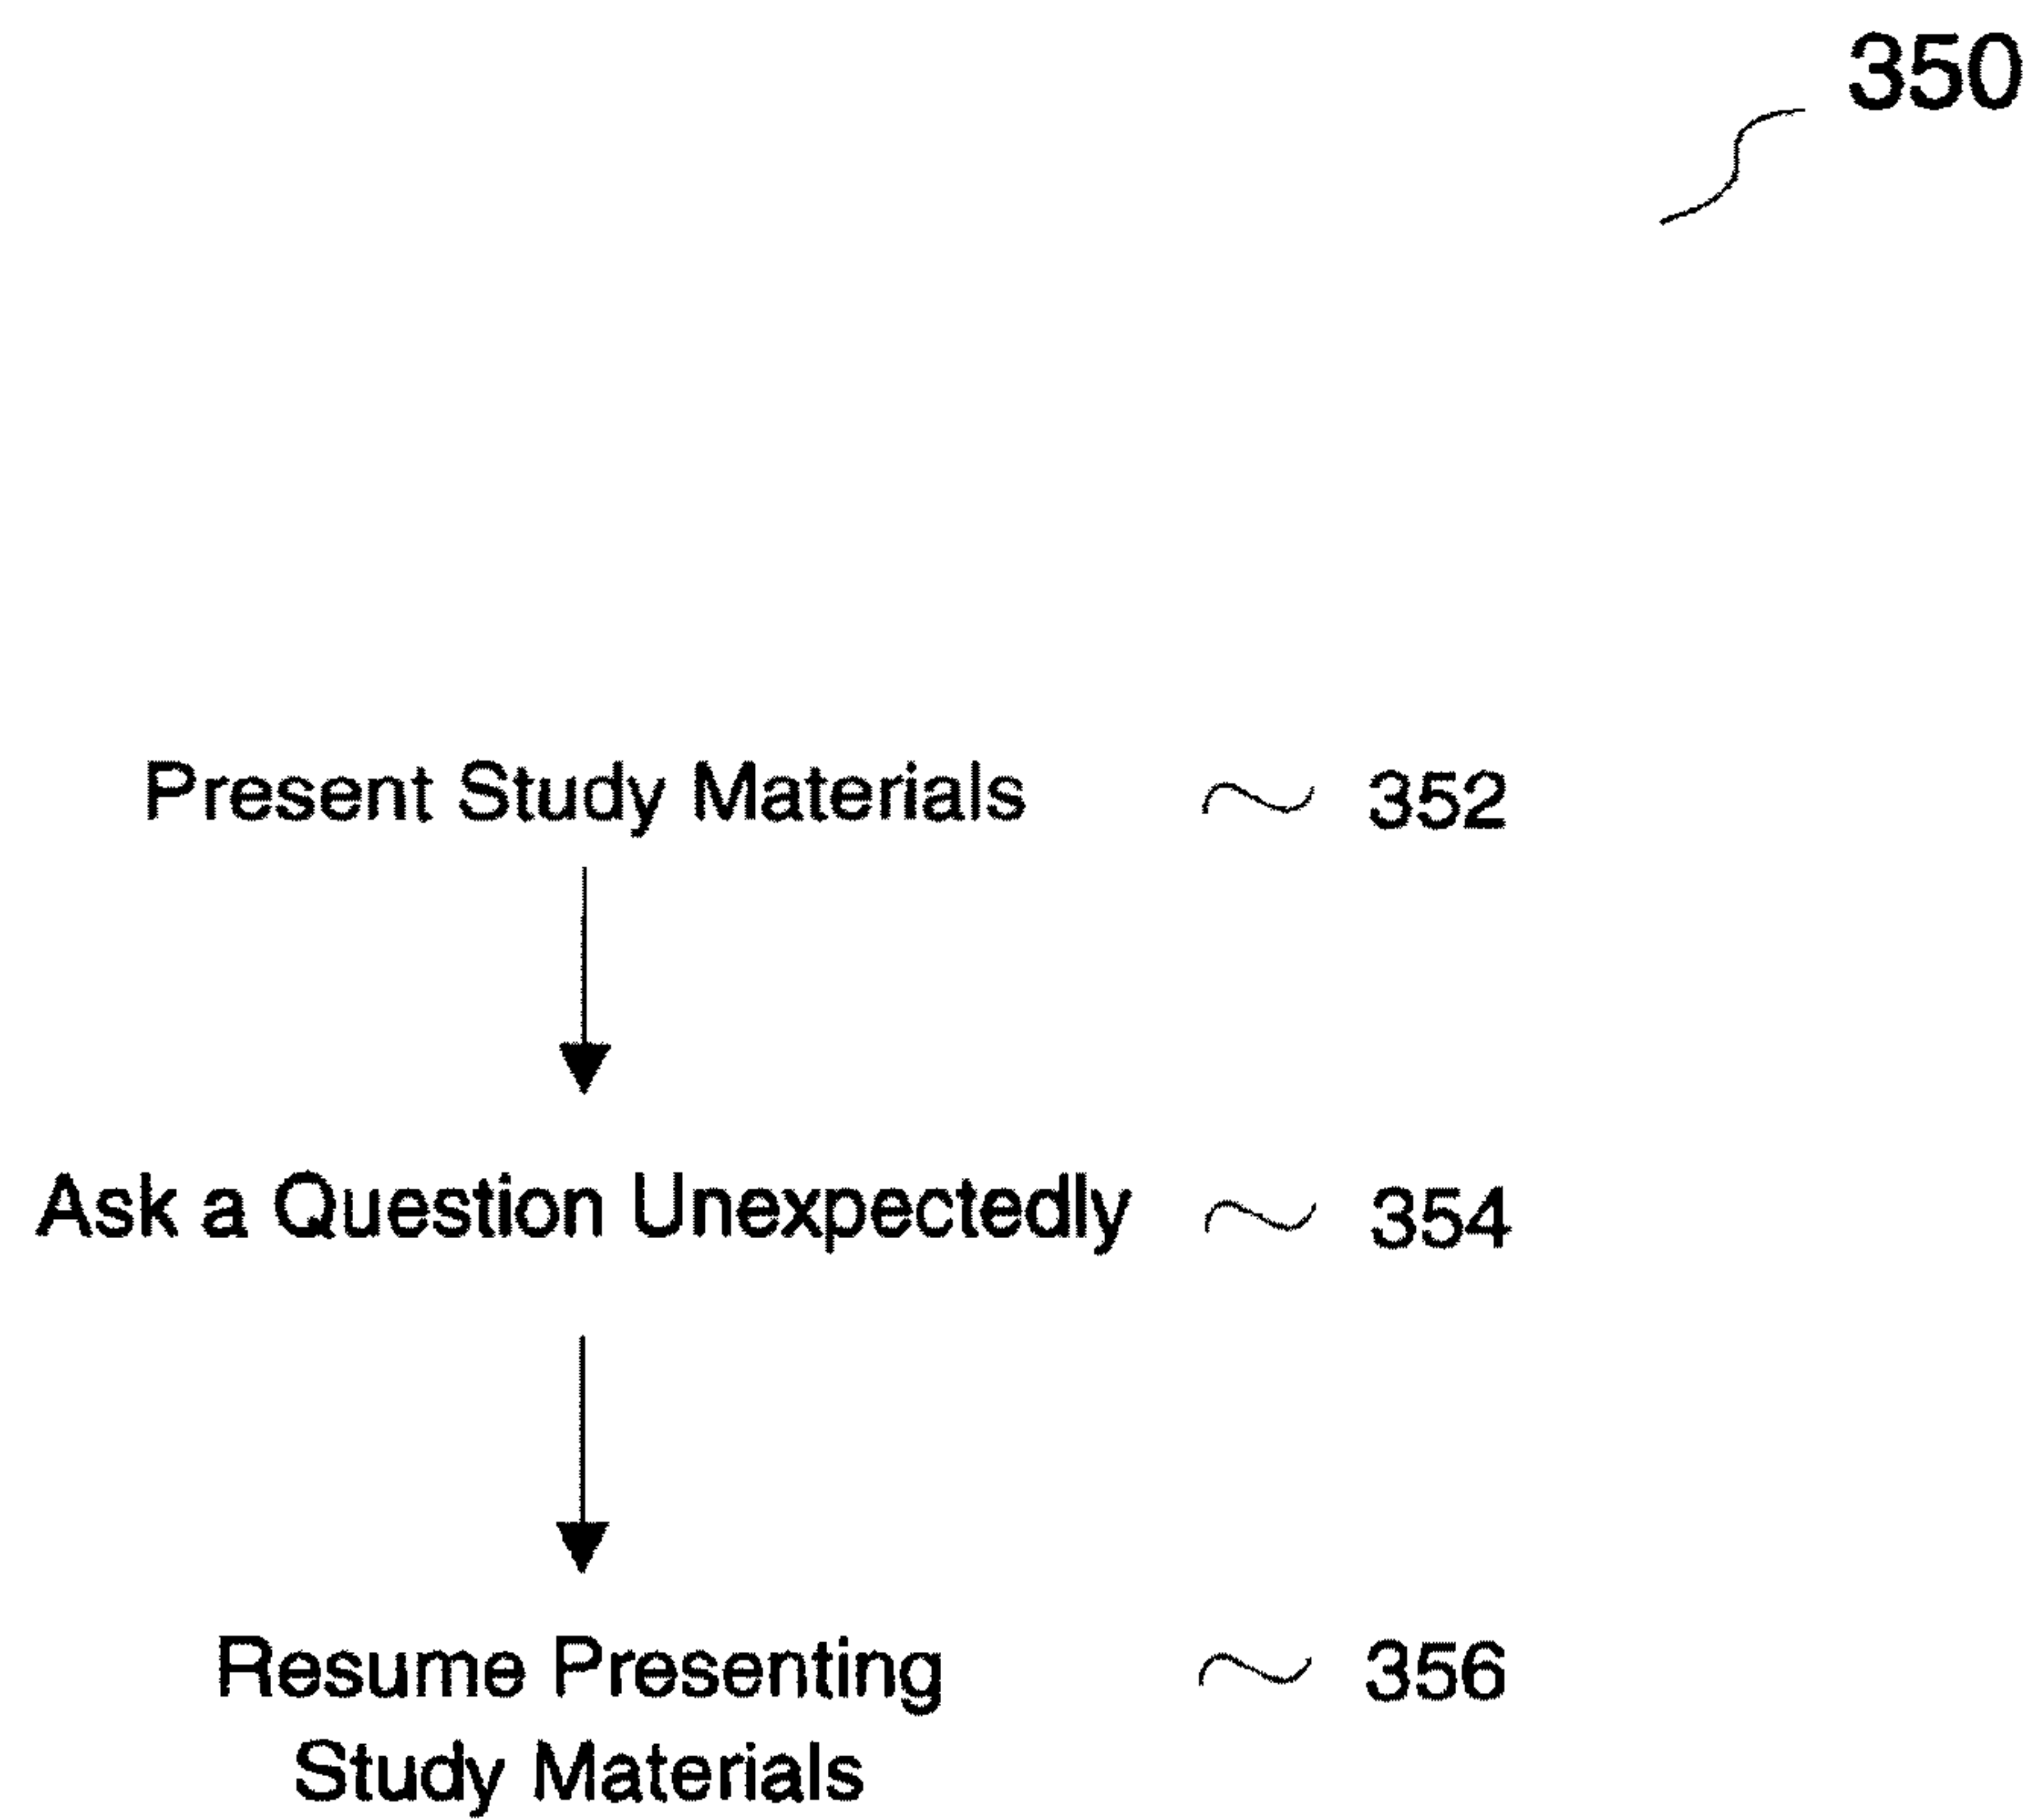 350
Present Study Materials 352
Ask a Question Unexpectedly 354
Resume Presenting 356
Study Materials